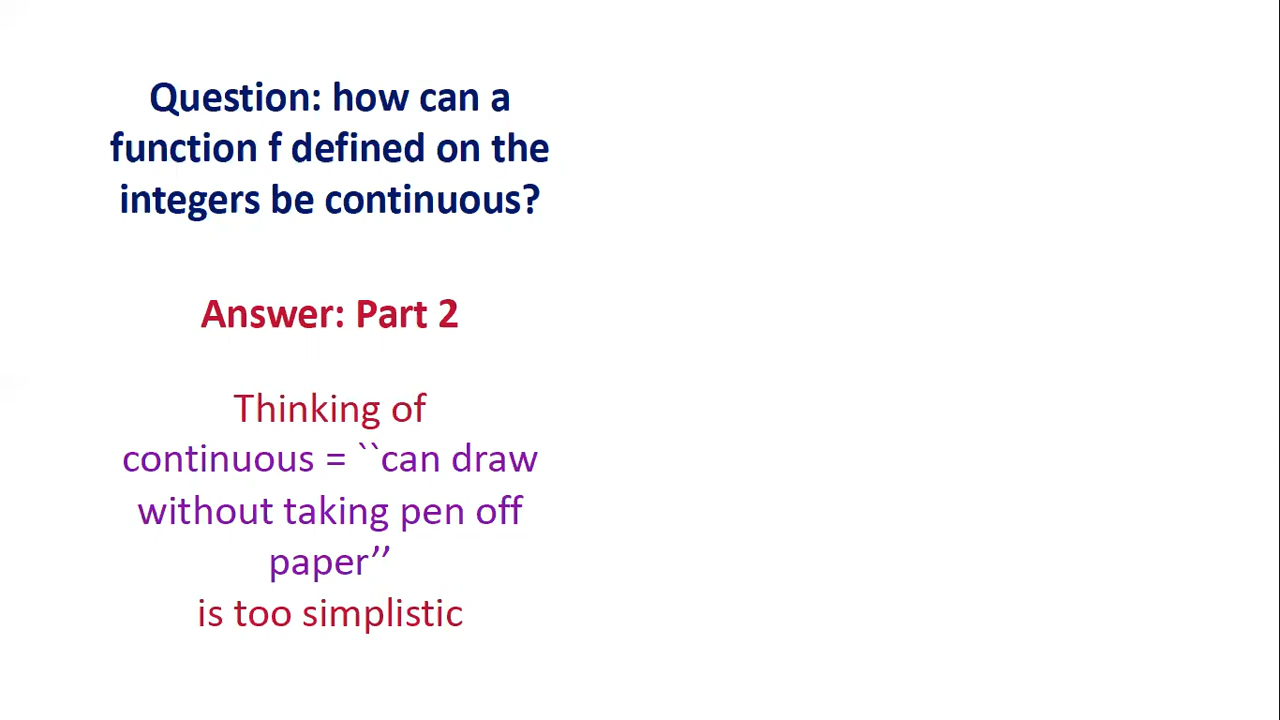 Question: how can a
function f defined on the
integers be continuous?
Answer: Part 2
Thinking of
continuous = ``can draw
without taking pen off
paper’’
is too simplistic